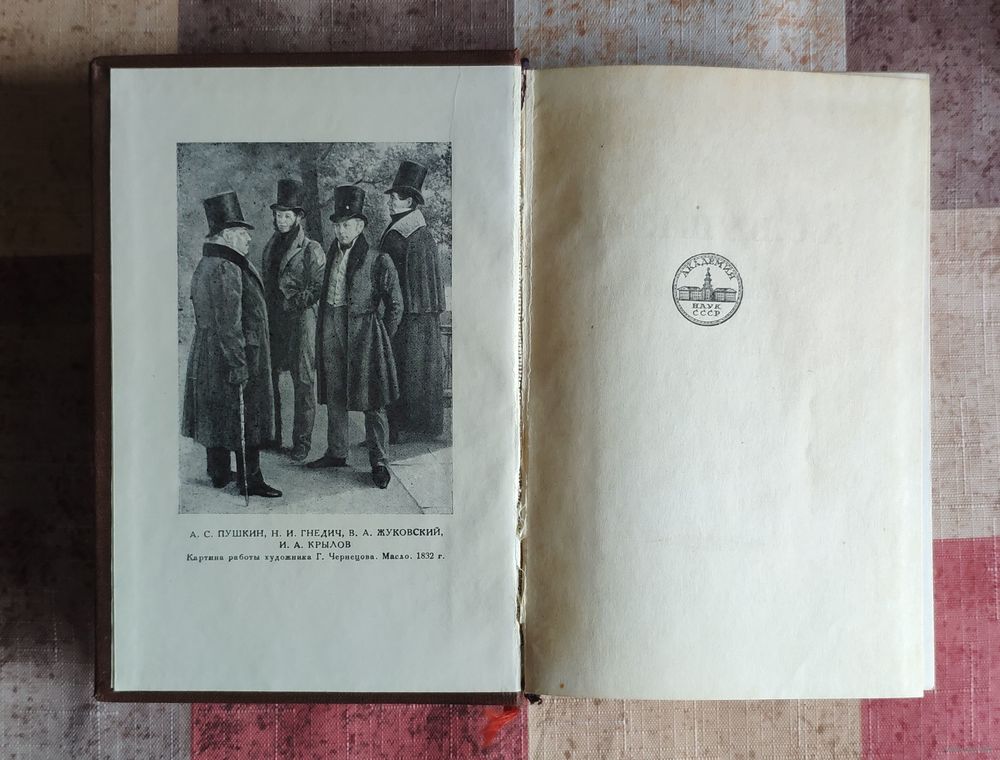 А. С. ПУШКИН, Н. И. ГНЕДИЧ, В. А. ЖУКОВСКИЙ,
И. А. КРЫЛОВ
Картина работы художника Г. Чернецова. Масло. 1832 г.
АКАДЕМИЯ
НАУК
СССР